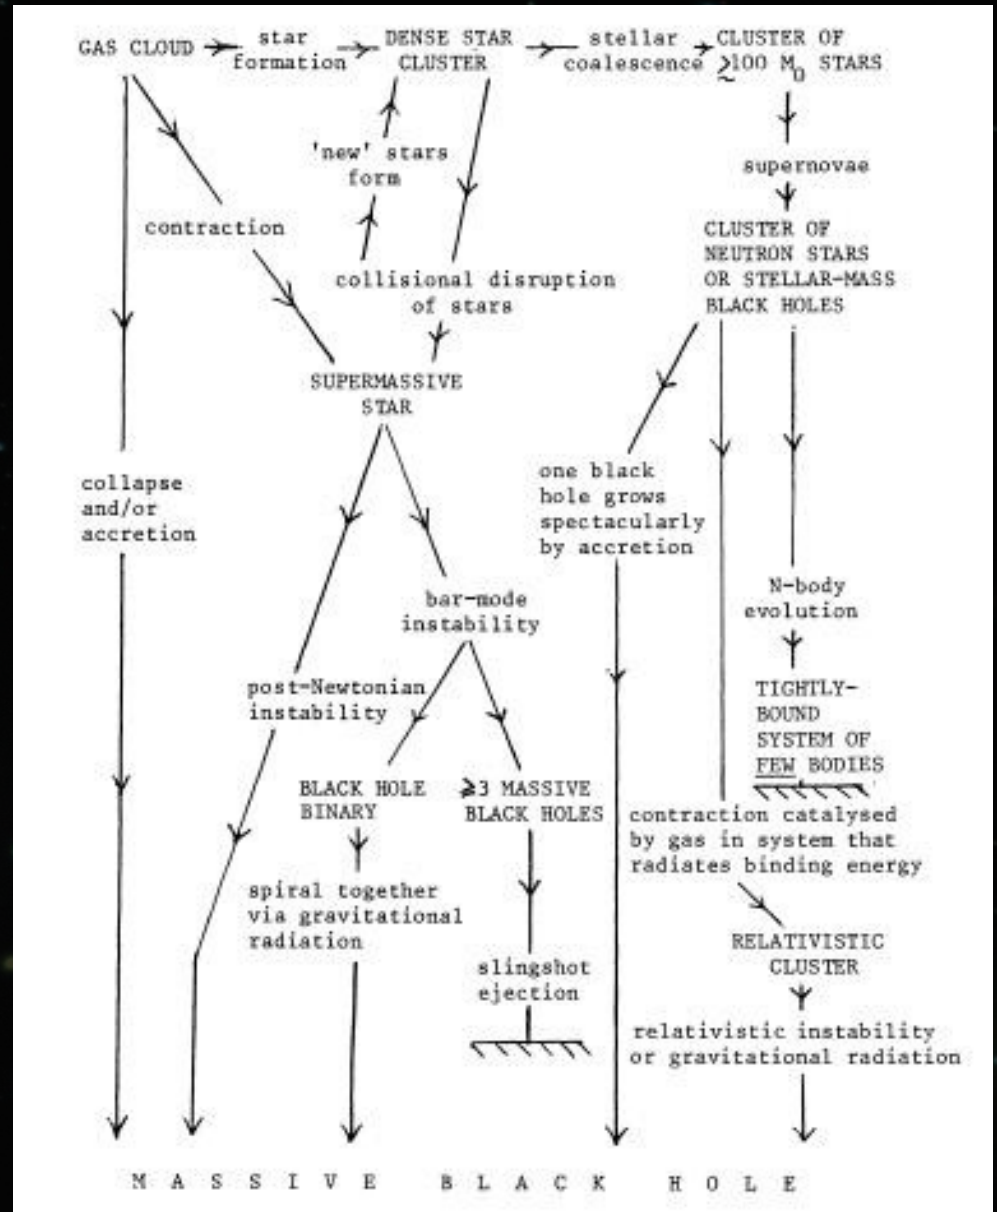 GAS CLOUD
star
formation
DENSE STAR
CLUSTER
stellar
coalescence
CLUSTER OF
≳100 M⊙ STARS
'new' stars
form
supernovae
contraction
CLUSTER OF
NEUTRON STARS
OR STELLAR-MASS
BLACK HOLES
collisional disruption
of stars
SUPERMASSIVE
STAR
collapse
and/or
accretion
one black
hole grows
spectacularly
by accretion
bar-mode
instability
N-body
evolution
post-Newtonian
instability
TIGHTLY-
BOUND
SYSTEM OF
FEW BODIES
BLACK HOLE
BINARY
⩾3 MASSIVE
BLACK HOLES
contraction catalysed
by gas in system that
radiates binding energy
spiral together
via gravitational
radiation
RELATIVISTIC
CLUSTER
slingshot
ejection
relativistic instability
or gravitational radiation
M A S S I V E B L A C K H O L E